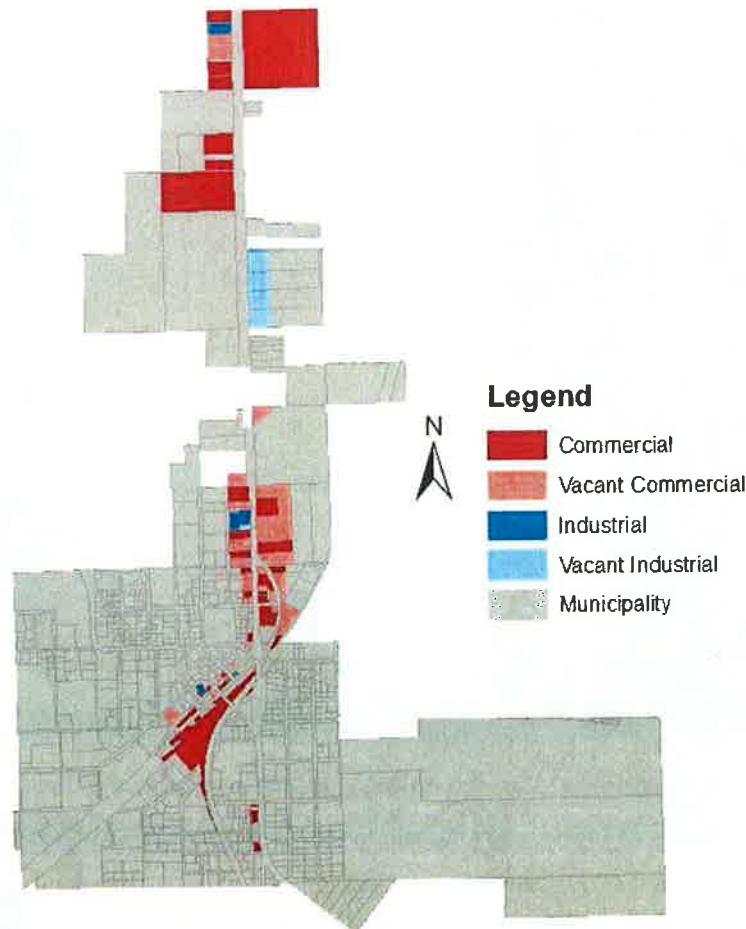 Legend
N
Commercial
Vacant Commercial
Industrial
Vacant Industrial
Municipality